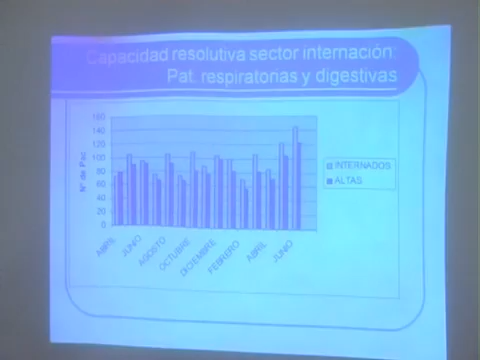 Capacidad resolutiva sector internación:
Pat. respiratorias y digestivas
160
140
120
100
80
60
40
20
0
Nº de Pac
ABRIL
JUNIO
AGOSTO
OCTUBRE
DICIEMBRE
FEBRERO
ABRIL
JUNIO
INTERNADOS
ALTAS